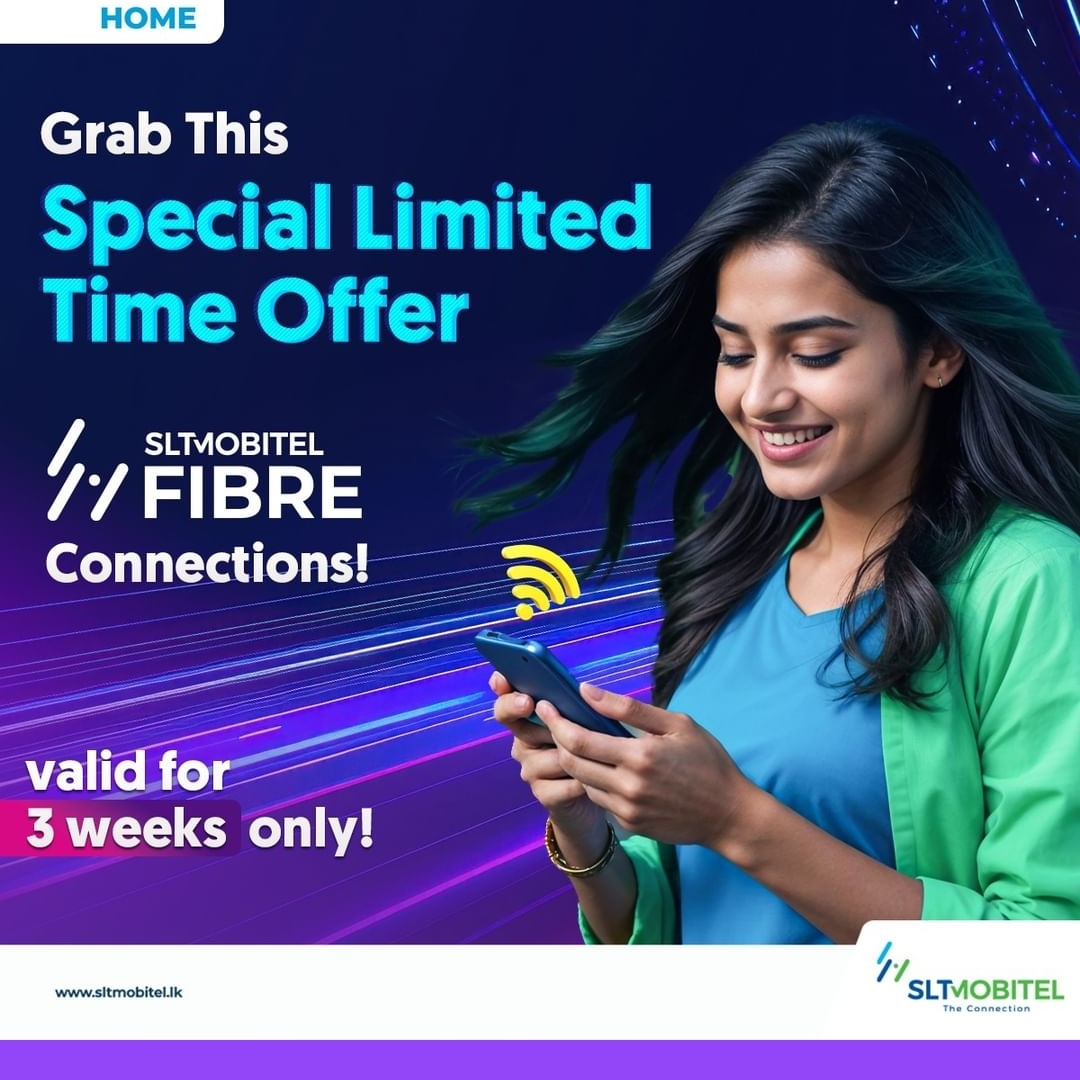 HOME
Grab This
Special Limited
Time Offer
SLTMOBITEL
FIBRE
Connections!
valid for
3 weeks only!
www.sltmobitel.lk
SLTMOBITEL
The Connection